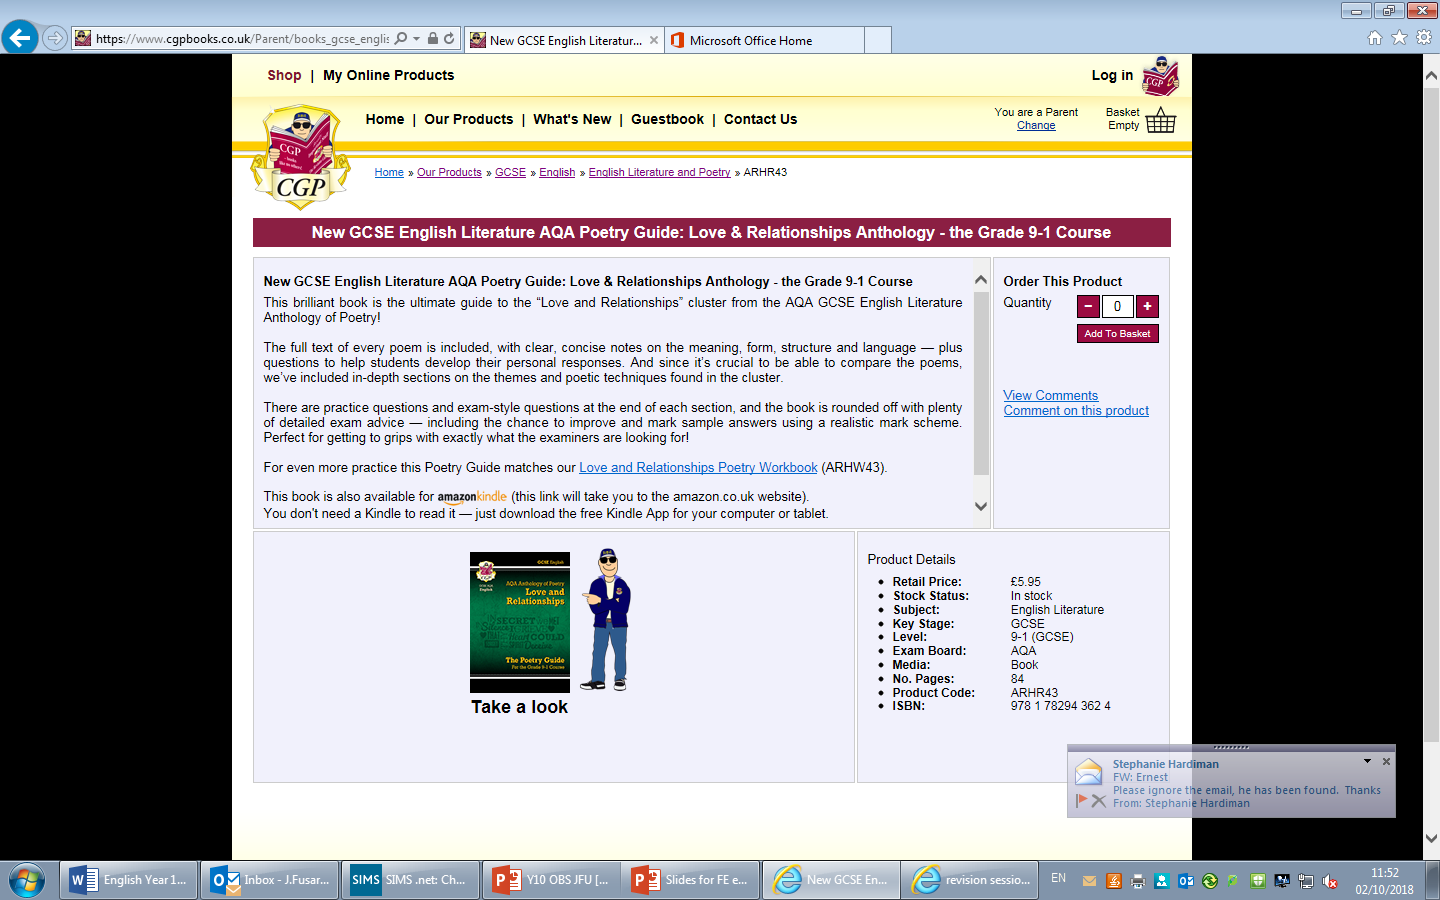 https://www.cgpbooks.co.uk/Parent/books_gcse_englis
New GCSE English Literatur...
Microsoft Office Home
Shop | My Online Products
Log in
CGP
Home | Our Products | What's New | Guestbook | Contact Us
You are a Parent
Change
Basket
Empty
CGP
CGP
Home » Our Products » GCSE » English » English Literature and Poetry » ARHR43
New GCSE English Literature AQA Poetry Guide: Love & Relationships Anthology - the Grade 9-1 Course
New GCSE English Literature AQA Poetry Guide: Love & Relationships Anthology - the Grade 9-1 Course
This brilliant book is the ultimate guide to the “Love and Relationships” cluster from the AQA GCSE English Literature
Anthology of Poetry!
The full text of every poem is included, with clear, concise notes on the meaning, form, structure and language — plus
questions to help students develop their personal responses. And since it’s crucial to be able to compare the poems,
we’ve included in-depth sections on the themes and poetic techniques found in the cluster.
There are practice questions and exam-style questions at the end of each section, and the book is rounded off with plenty
of detailed exam advice — including the chance to improve and mark sample answers using a realistic mark scheme.
Perfect for getting to grips with exactly what the examiners are looking for!
For even more practice this Poetry Guide matches our Love and Relationships Poetry Workbook (ARHW43).
This book is also available for amazonkindle (this link will take you to the amazon.co.uk website).
You don't need a Kindle to read it — just download the free Kindle App for your computer or tablet.
Order This Product
Quantity
− 0 +
Add To Basket
View Comments
Comment on this product
GCSE English
CGP
AQA Anthology of Poetry
Love and
Relationships
SECRET
The Poetry Guide
For the Grade 9-1 Course
Take a look
Product Details
Retail Price: £5.95
Stock Status: In stock
Subject: English Literature
Key Stage: GCSE
Level: 9-1 (GCSE)
Exam Board: AQA
Media: Book
No. Pages: 84
Product Code: ARHR43
ISBN: 978 1 78294 362 4
Stephanie Hardiman
FW: Ernest
Please ignore the email, he has been found. Thanks
From: Stephanie Hardiman
English Year 1...
Inbox - J.Fusar...
SIMS
SIMS .net: Ch...
Y10 OBS JFU [...
Slides for FE e...
New GCSE En...
revision sessio...
EN
11:52
02/10/2018